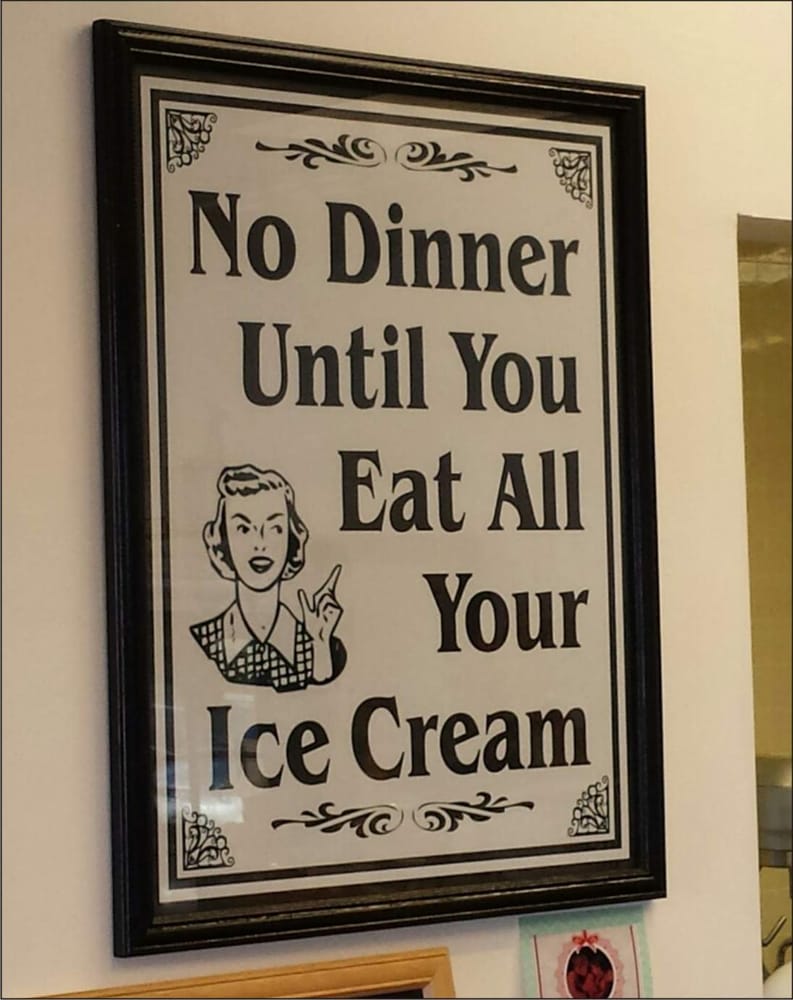 No Dinner
Until You
Eat All
Your
Ice Cream